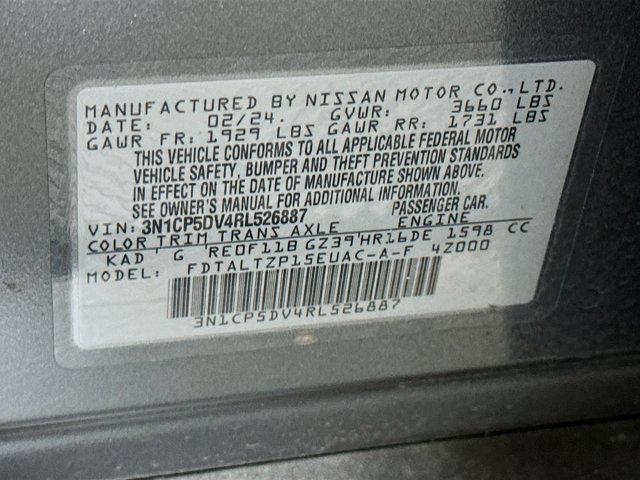 MANUFACTURED BY NISSAN MOTOR CO., LTD.
DATE: 02/24. GVWR: 3660 LBS
GAWR FR: 1929 LBS GAWR RR: 1731 LBS
THIS VEHICLE CONFORMS TO ALL APPLICABLE FEDERAL MOTOR
VEHICLE SAFETY, BUMPER AND THEFT PREVENTION STANDARDS
IN EFFECT ON THE DATE OF MANUFACTURE SHOWN ABOVE.
SEE OWNER'S MANUAL FOR ADDITIONAL INFORMATION.
VIN: 3N1CP5DV4RL526887 PASSENGER CAR.
COLOR TRIM TRANS AXLE ENGINE
KAD G RE0F11B GZ39 HR16DE 1598 CC
MODEL: FDTALTZP15EUAC-A-F 4Z000
3N1CP5DV4RL526887